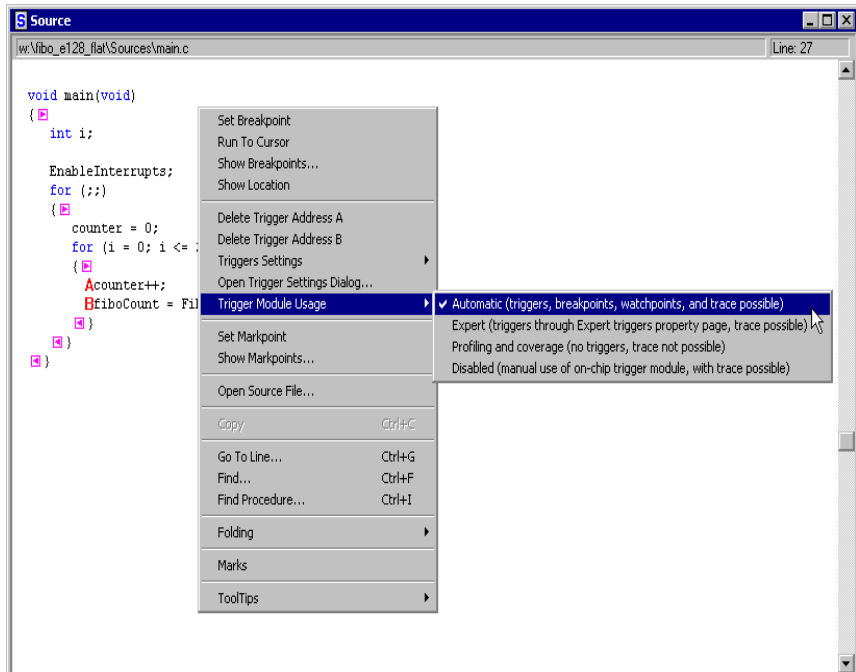 Source
w:\fibo_e128_flat\Sources\main.c
Line: 27
void main(void)
{
int i;
EnableInterrupts;
for (;;)
{
counter = 0;
for (i = 0; i <=
{
Acounter++;
BfiboCount = Fi
}
}
}
Set Breakpoint
Run To Cursor
Show Breakpoints...
Show Location
Delete Trigger Address A
Delete Trigger Address B
Triggers Settings
Open Trigger Settings Dialog...
Trigger Module Usage
Set Markpoint
Show Markpoints...
Open Source File...
Copy Ctrl+C
Go To Line... Ctrl+G
Find... Ctrl+F
Find Procedure... Ctrl+I
Folding
Marks
ToolTips
Automatic (triggers, breakpoints, watchpoints, and trace possible)
Expert (triggers through Expert triggers property page, trace possible)
Profiling and coverage (no triggers, trace not possible)
Disabled (manual use of on-chip trigger module, with trace possible)